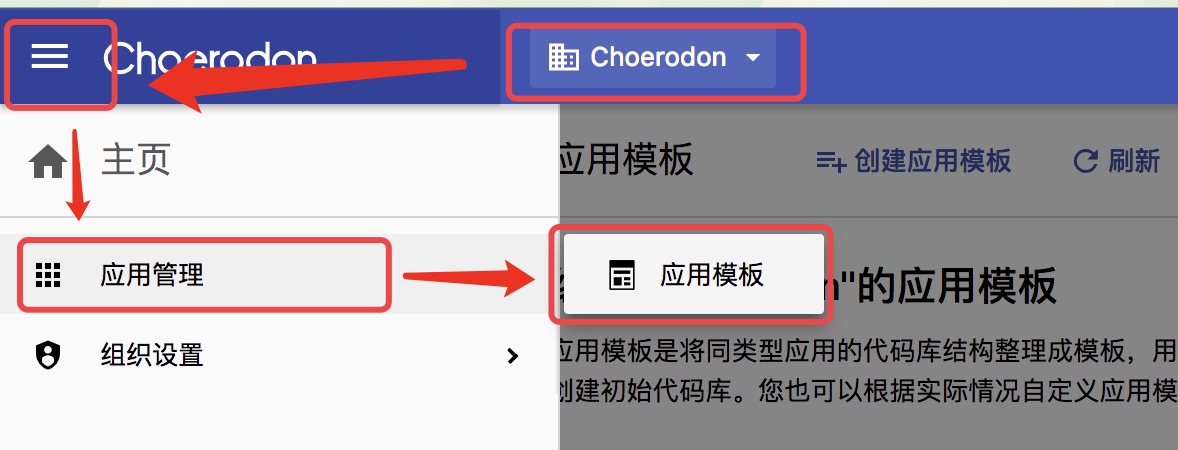 Choerodon
Choerodon
主页
应用模板
创建应用模板
刷新
应用管理
应用模板
n"的应用模板
组织设置
应用模板是将同类型应用的代码库结构整理成模板，用
创建初始代码库。您也可以根据实际情况自定义应用模